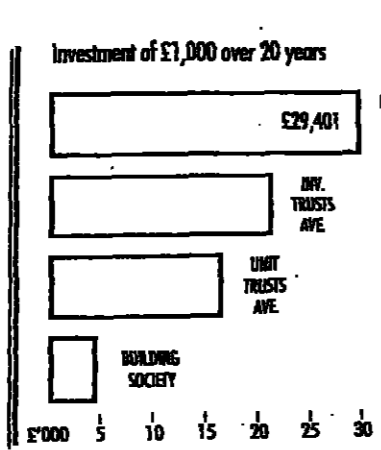 Investment of £1,000 over 20 years
£29,401
INV.
TRUSTS
AVE.
UNIT
TRUSTS
AVE.
BUILDING
SOCIETY
£'000 5 10 15 20 25 30